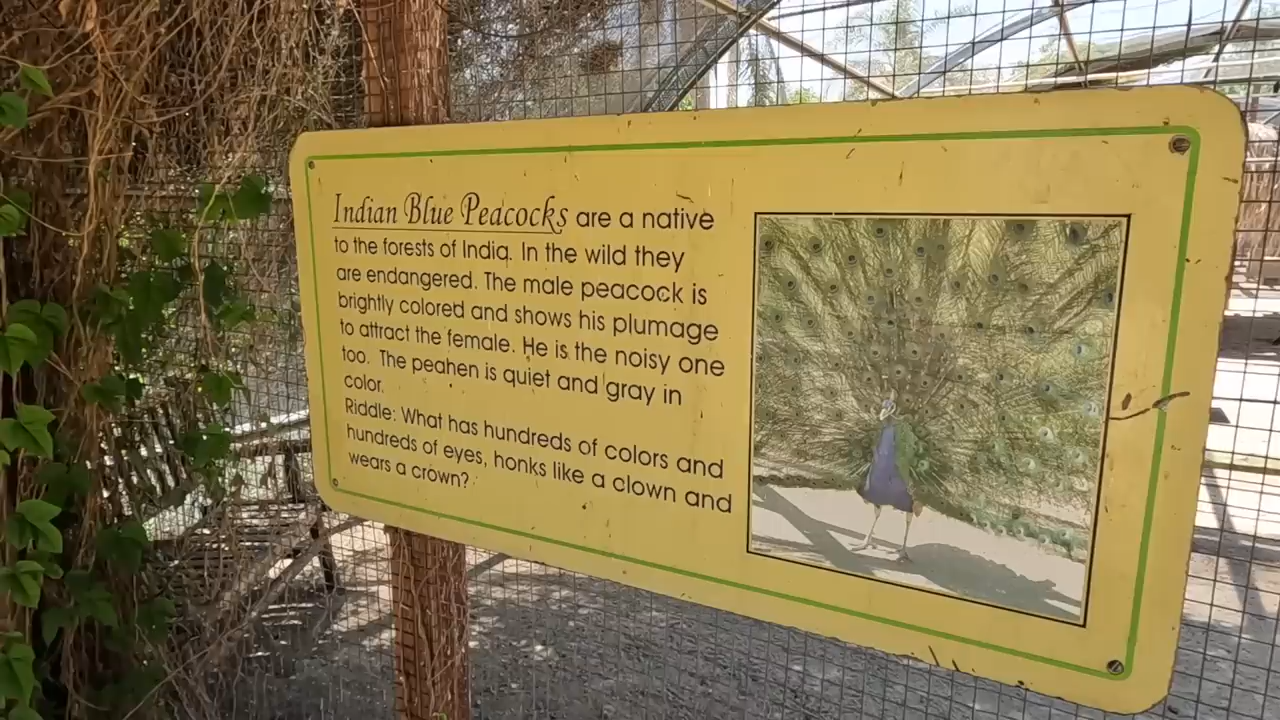 Indian Blue Peacocks are a native
to the forests of India. In the wild they
are endangered. The male peacock is
brightly colored and shows his plumage
to attract the female. He is the noisy one
too. The peahen is quiet and gray in
color.
Riddle: What has hundreds of colors and
hundreds of eyes, honks like a clown and
wears a crown?